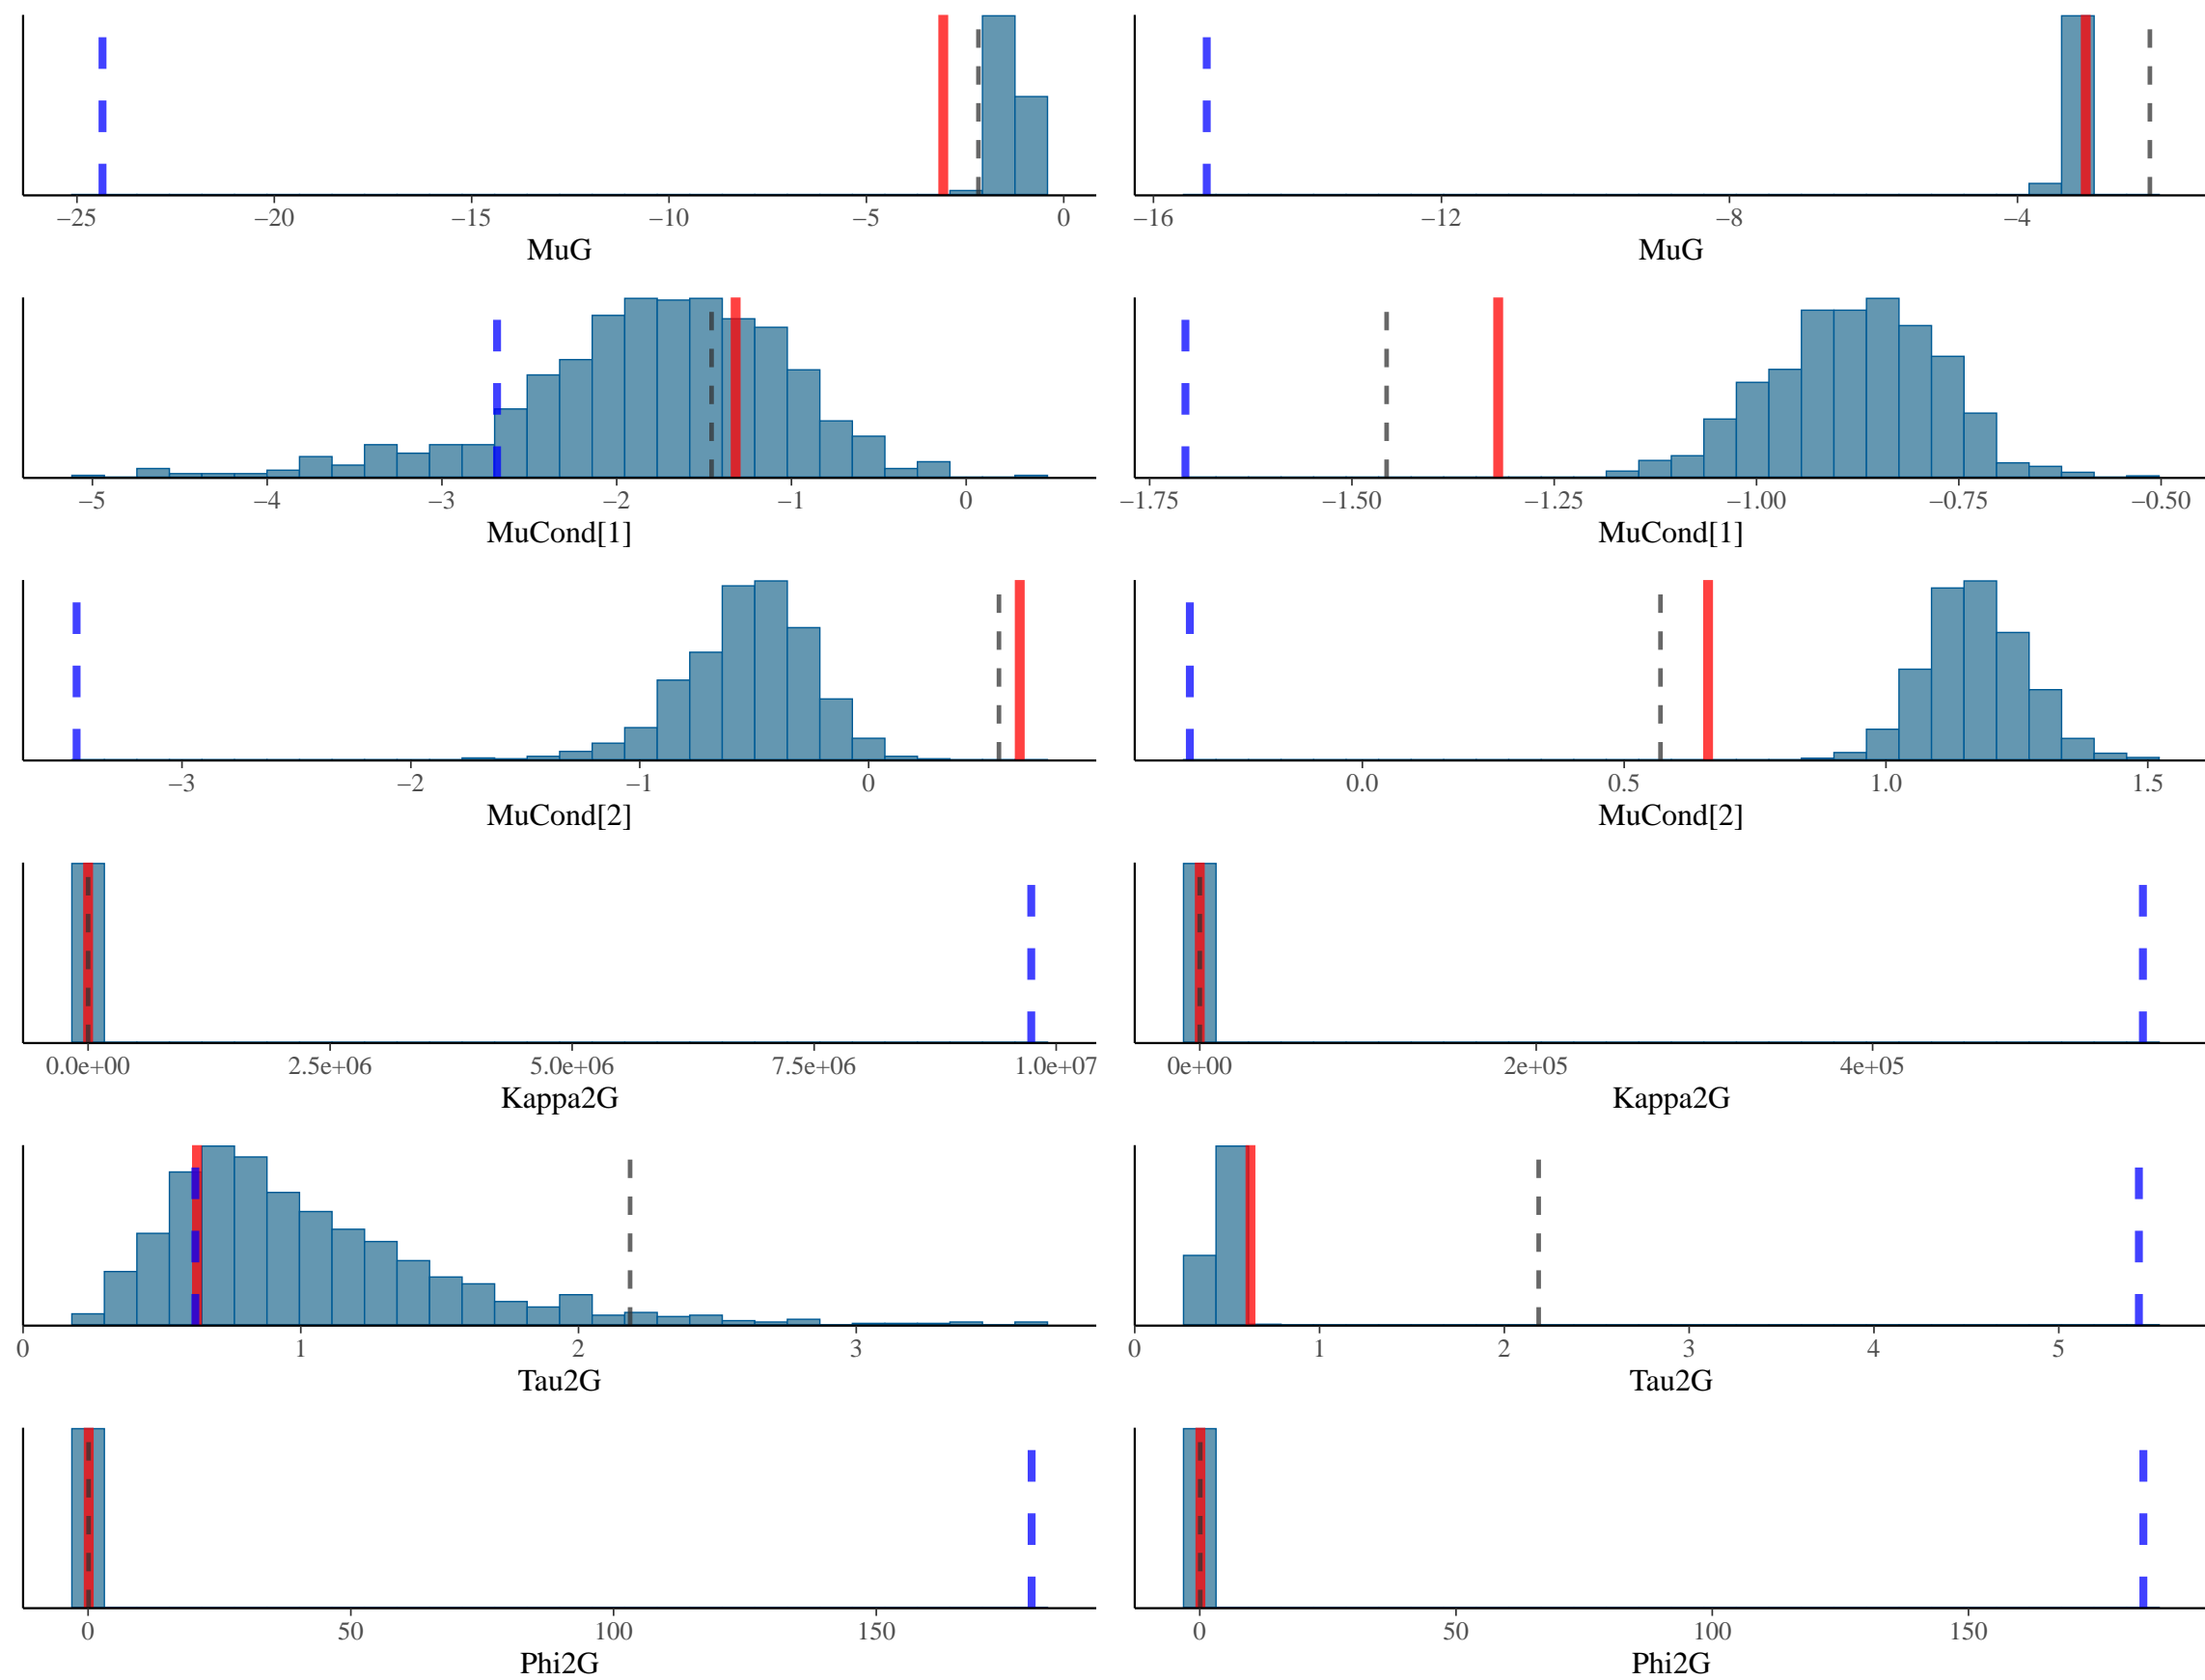 −25 −20 −15 −10 −5 0
MuG
−16 −12 −8 −4
MuG
−5 −4 −3 −2 −1 0
MuCond[1]
−1.75 −1.50 −1.25 −1.00 −0.75 −0.50
MuCond[1]
−3 −2 −1 0
MuCond[2]
0.0 0.5 1.0 1.5
MuCond[2]
0.0e+00 2.5e+06 5.0e+06 7.5e+06 1.0e+07
Kappa2G
0e+00 2e+05 4e+05
Kappa2G
0 1 2 3
Tau2G
0 1 2 3 4 5
Tau2G
0 50 100 150
Phi2G
0 50 100 150
Phi2G